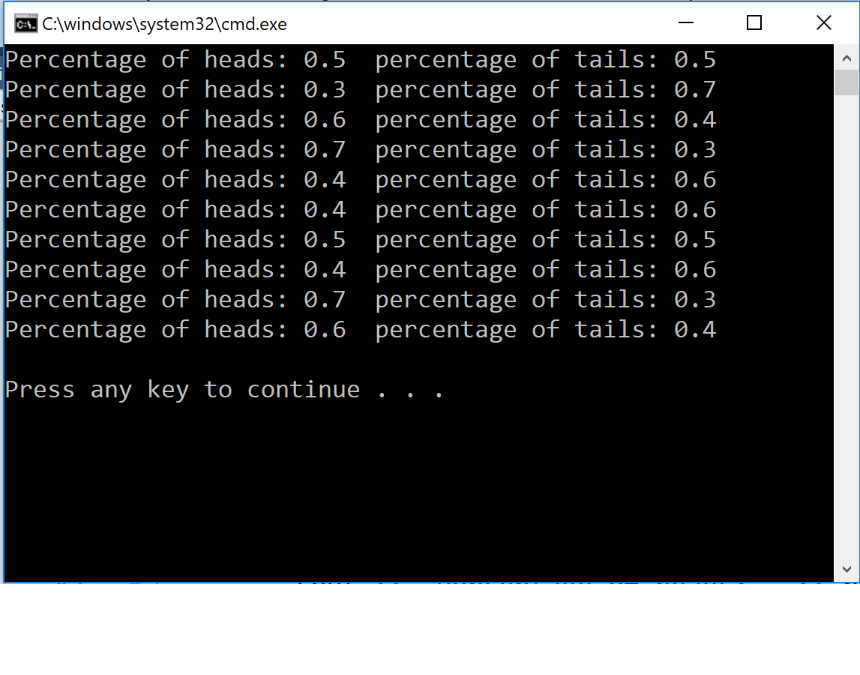 C:\windows\system32\cmd.exe
Percentage of heads: 0.5  percentage of tails: 0.5
Percentage of heads: 0.3  percentage of tails: 0.7
Percentage of heads: 0.6  percentage of tails: 0.4
Percentage of heads: 0.7  percentage of tails: 0.3
Percentage of heads: 0.4  percentage of tails: 0.6
Percentage of heads: 0.4  percentage of tails: 0.6
Percentage of heads: 0.5  percentage of tails: 0.5
Percentage of heads: 0.4  percentage of tails: 0.6
Percentage of heads: 0.7  percentage of tails: 0.3
Percentage of heads: 0.6  percentage of tails: 0.4
Press any key to continue . . .